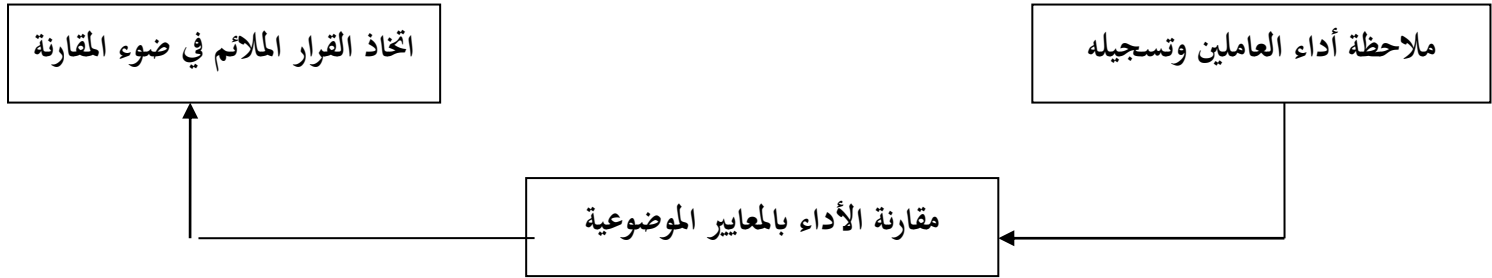 ملاحظة أداء العاملين وتسجيله
اتخاذ القرار الملائم في ضوء المقارنة
مقارنة الأداء بالمعايير الموضوعية